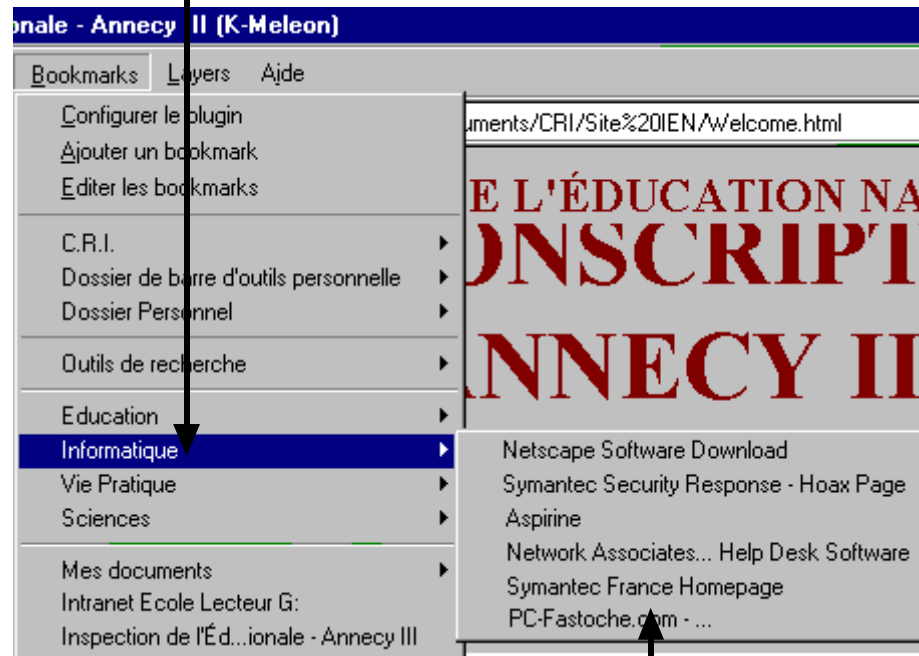 onale - Annecy III (K-Meleon)
Bookmarks Layers Ajde
Configurer le plugin
Ajouter un bookmark
Editer les bookmarks
uments/CRI/Site%20IEN/Welcome.html
E L'ÉDUCATION NA
ONSCRIPT
NNECY II
C.R.I.
Dossier de barre d'outils personnelle
Dossier Personnel
Outils de recherche
Education
Informatique
Vie Pratique
Sciences
Mes documents
Intranet Ecole Lecteur G:
Inspection de l'Éd...ionale - Annecy III
Netscape Software Download
Symantec Security Response - Hoax Page
Aspirine
Network Associates... Help Desk Software
Symantec France Homepage
PC-Fastoche.com - ...